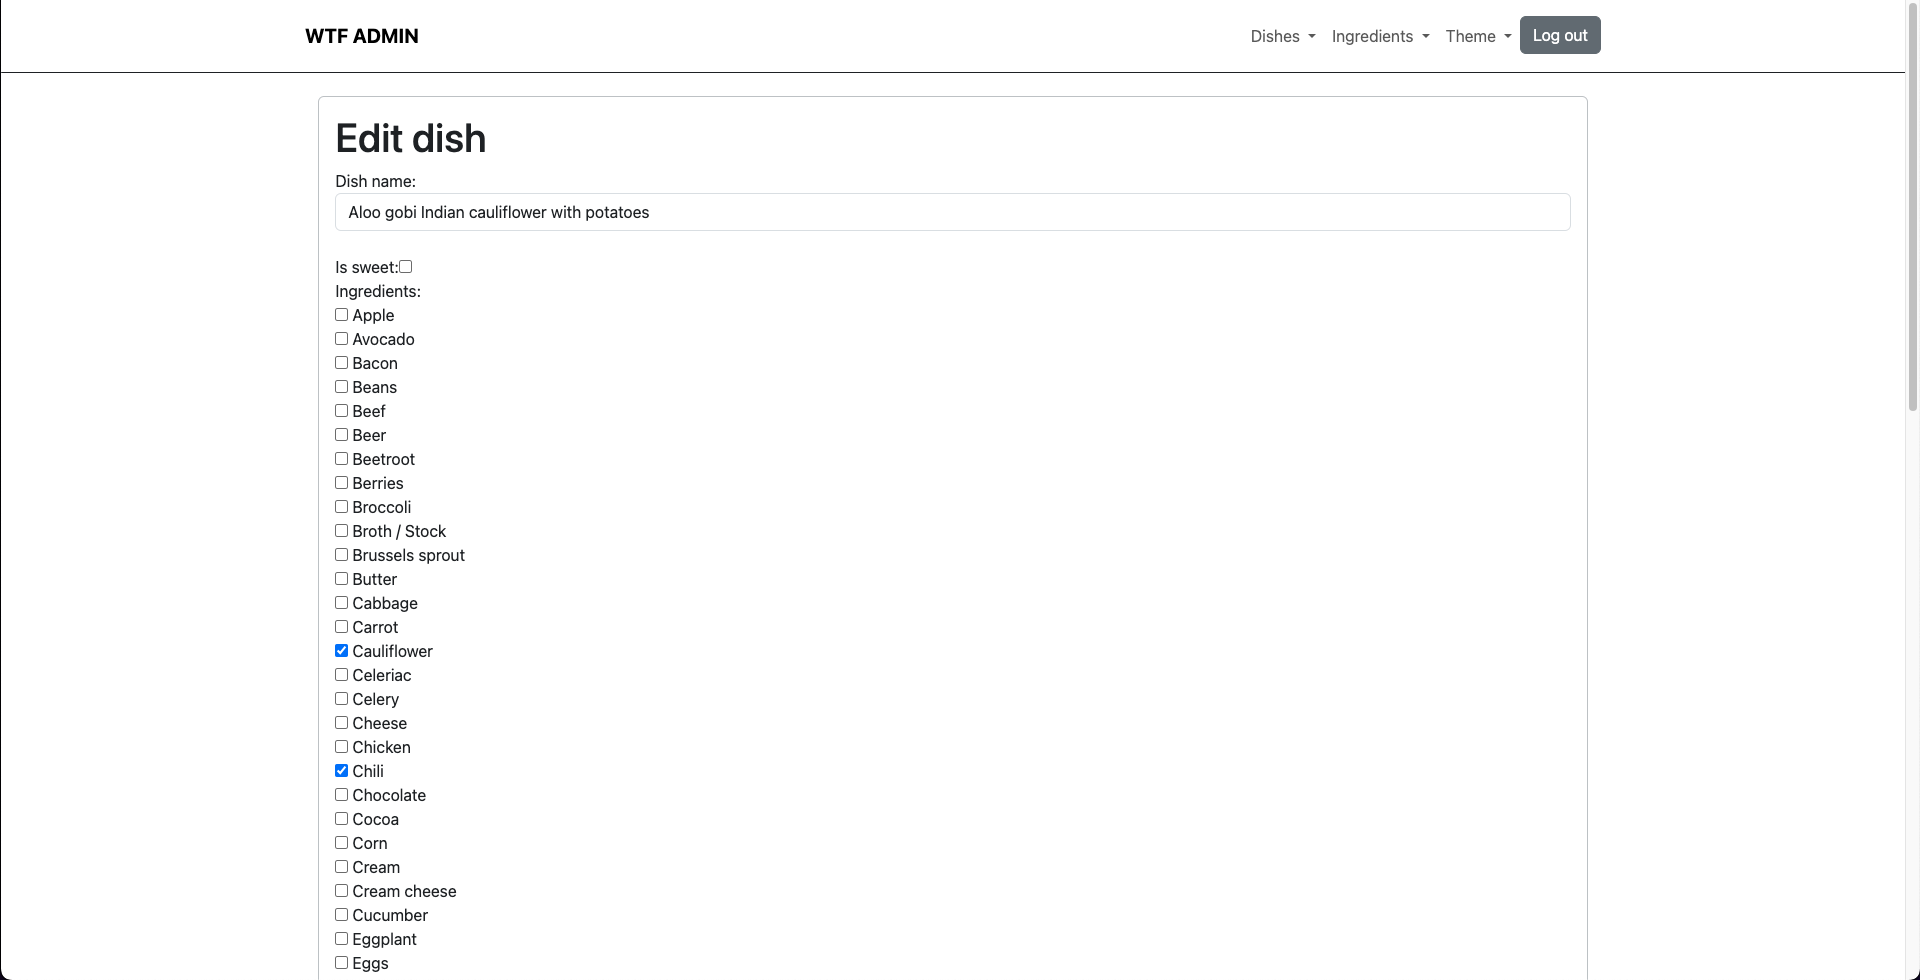 WTF ADMIN
Dishes
Ingredients
Theme
Log out
Edit dish
Dish name:
Aloo gobi Indian cauliflower with potatoes
Is sweet:
Ingredients:
Apple
Avocado
Bacon
Beans
Beef
Beer
Beetroot
Berries
Broccoli
Broth / Stock
Brussels sprout
Butter
Cabbage
Carrot
Cauliflower
Celeriac
Celery
Cheese
Chicken
Chili
Chocolate
Cocoa
Corn
Cream
Cream cheese
Cucumber
Eggplant
Eggs